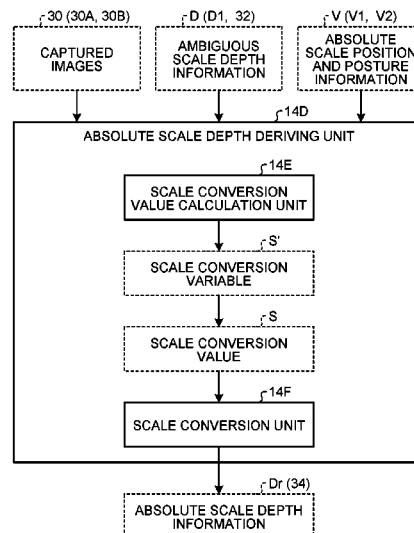 30 (30A, 30B)
CAPTURED
IMAGES
D (D1, 32)
AMBIGUOUS
SCALE DEPTH
INFORMATION
V (V1, V2)
ABSOLUTE
SCALE POSITION
AND POSTURE
INFORMATION
14D
ABSOLUTE SCALE DEPTH DERIVING UNIT
14E
SCALE CONVERSION
VALUE CALCULATION UNIT
S'
SCALE CONVERSION
VARIABLE
S
SCALE CONVERSION
VALUE
14F
SCALE CONVERSION UNIT
Dr (34)
ABSOLUTE SCALE DEPTH
INFORMATION